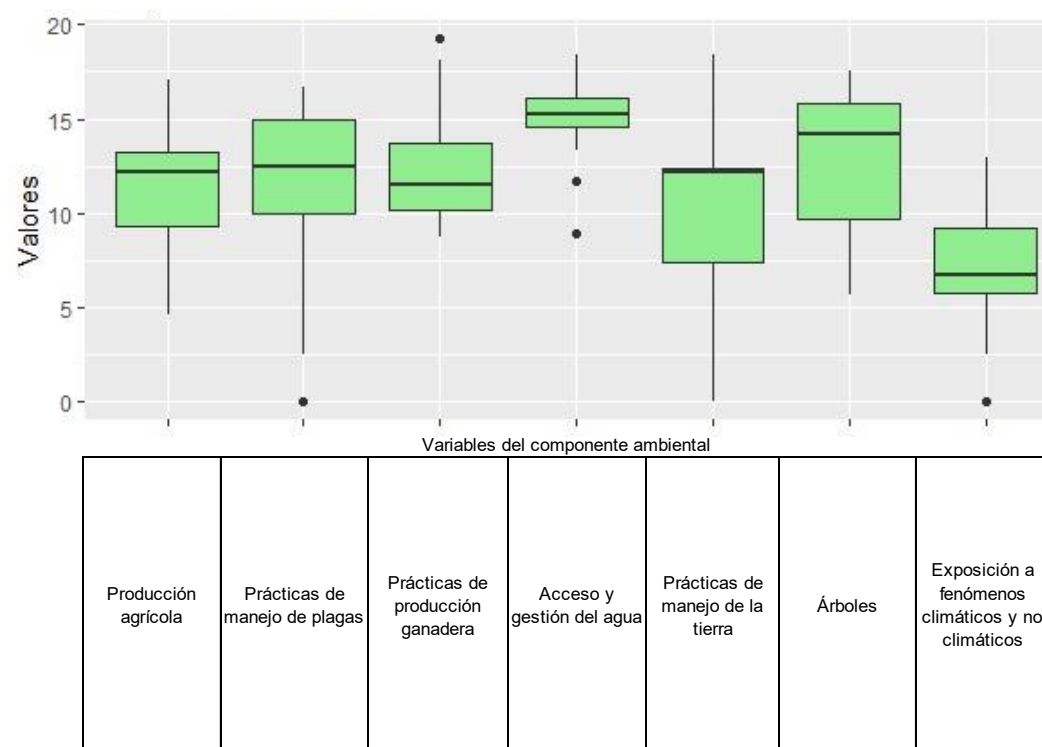 20
15
10
5
0
Valores
Variables del componente ambiental
Producción
agrícola
Prácticas de
manejo de plagas
Prácticas de
producción
ganadera
Acceso y
gestión del agua
Prácticas de
manejo de la
tierra
Árboles
Exposición a
fenómenos
climáticos y no
climáticos